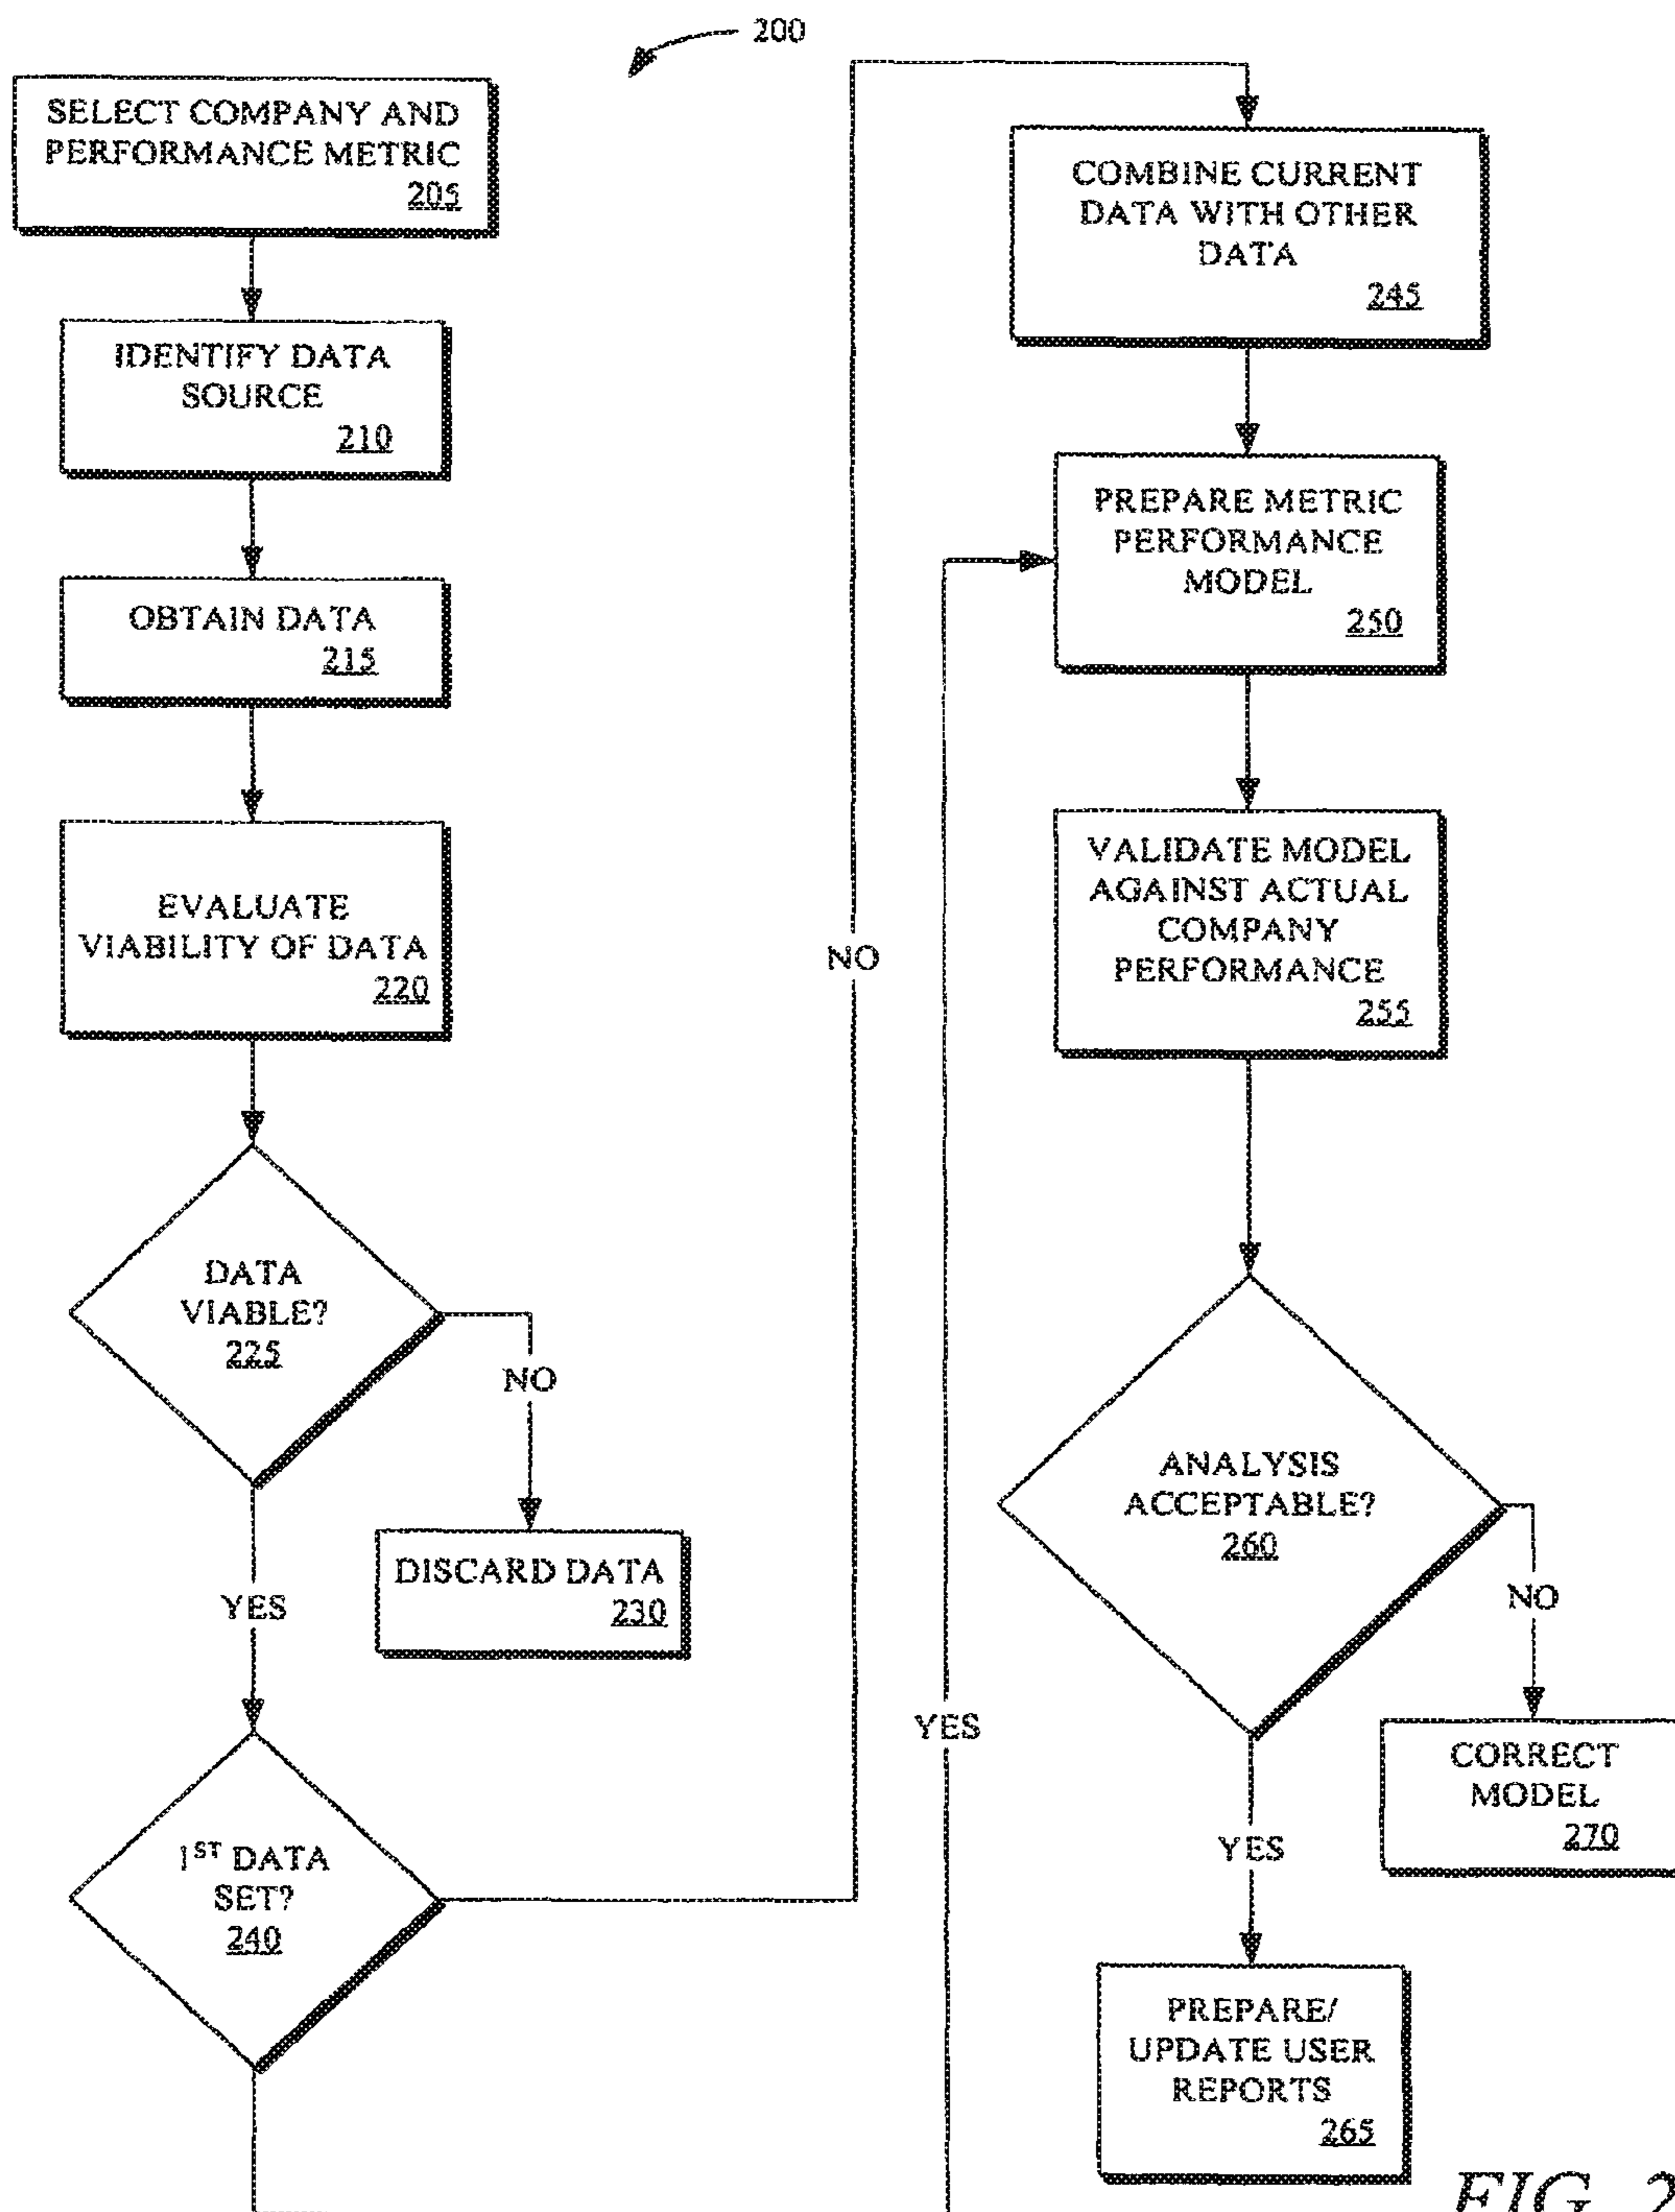 200
SELECT COMPANY AND
PERFORMANCE METRIC
205
IDENTIFY DATA
SOURCE
210
OBTAIN DATA
215
EVALUATE
VIABILITY OF DATA
220
DATA
VIABLE?
225
NO
DISCARD DATA
230
YES
1ST DATA
SET?
240
NO
YES
COMBINE CURRENT
DATA WITH OTHER
DATA
245
PREPARE METRIC
PERFORMANCE
MODEL
250
VALIDATE MODEL
AGAINST ACTUAL
COMPANY
PERFORMANCE
255
ANALYSIS
ACCEPTABLE?
260
NO
CORRECT
MODEL
270
YES
PREPARE/
UPDATE USER
REPORTS
265
FIG. 2